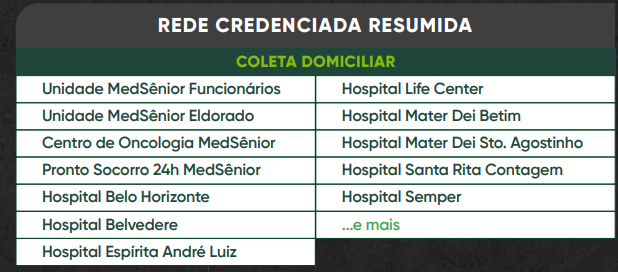 REDE CREDENCIADA RESUMIDA
COLETA DOMICILIAR
Unidade MedSênior Funcionários
Unidade MedSênior Eldorado
Centro de Oncologia MedSênior
Pronto Socorro 24h MedSênior
Hospital Belo Horizonte
Hospital Belvedere
Hospital Espírita André Luiz
Hospital Life Center
Hospital Mater Dei Betim
Hospital Mater Dei Sto. Agostinho
Hospital Santa Rita Contagem
Hospital Semper
...e mais